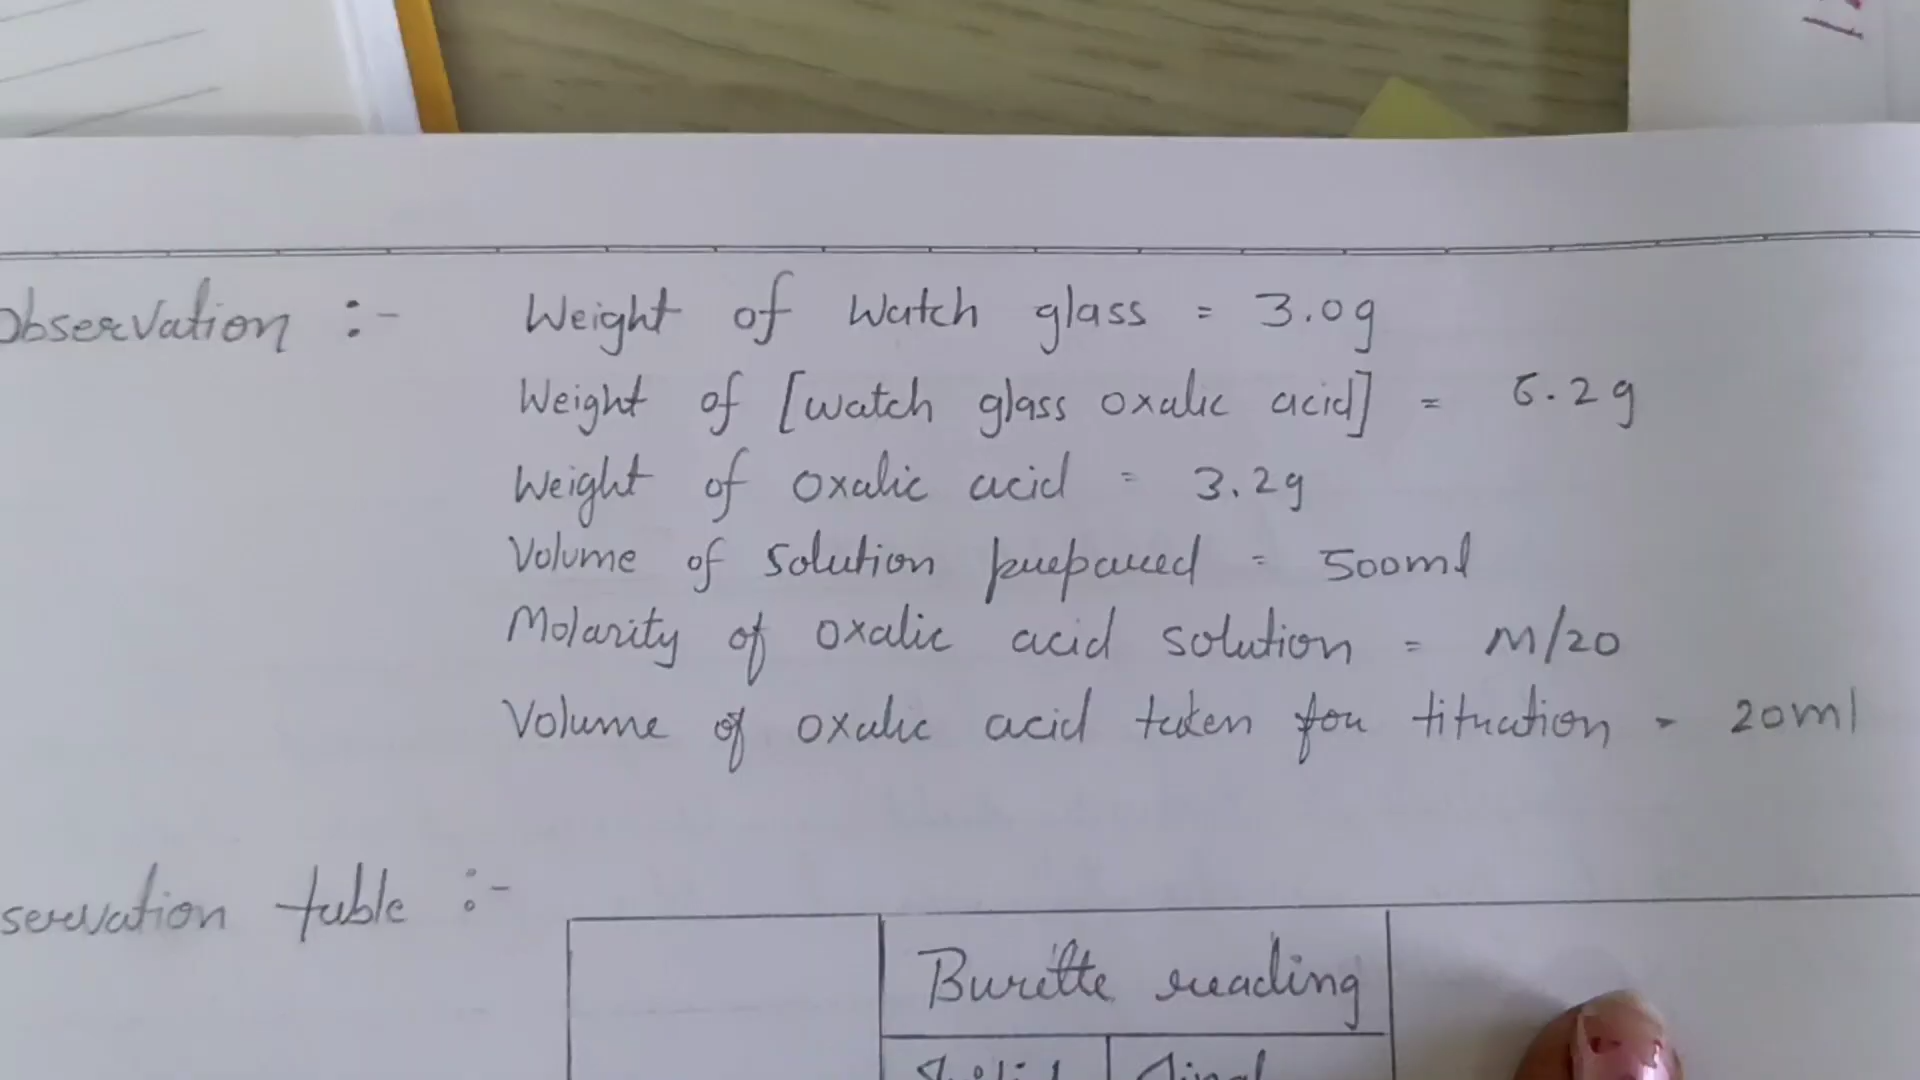 Observation :- Weight of watch glass = 3.0g
Weight of [watch glass oxalic acid] = 6.2g
Weight of oxalic acid = 3.2g
Volume of solution prepared = 500ml
Molarity of oxalic acid solution = M/20
Volume of oxalic acid taken for titration = 20ml
servation table :-
Burette reading